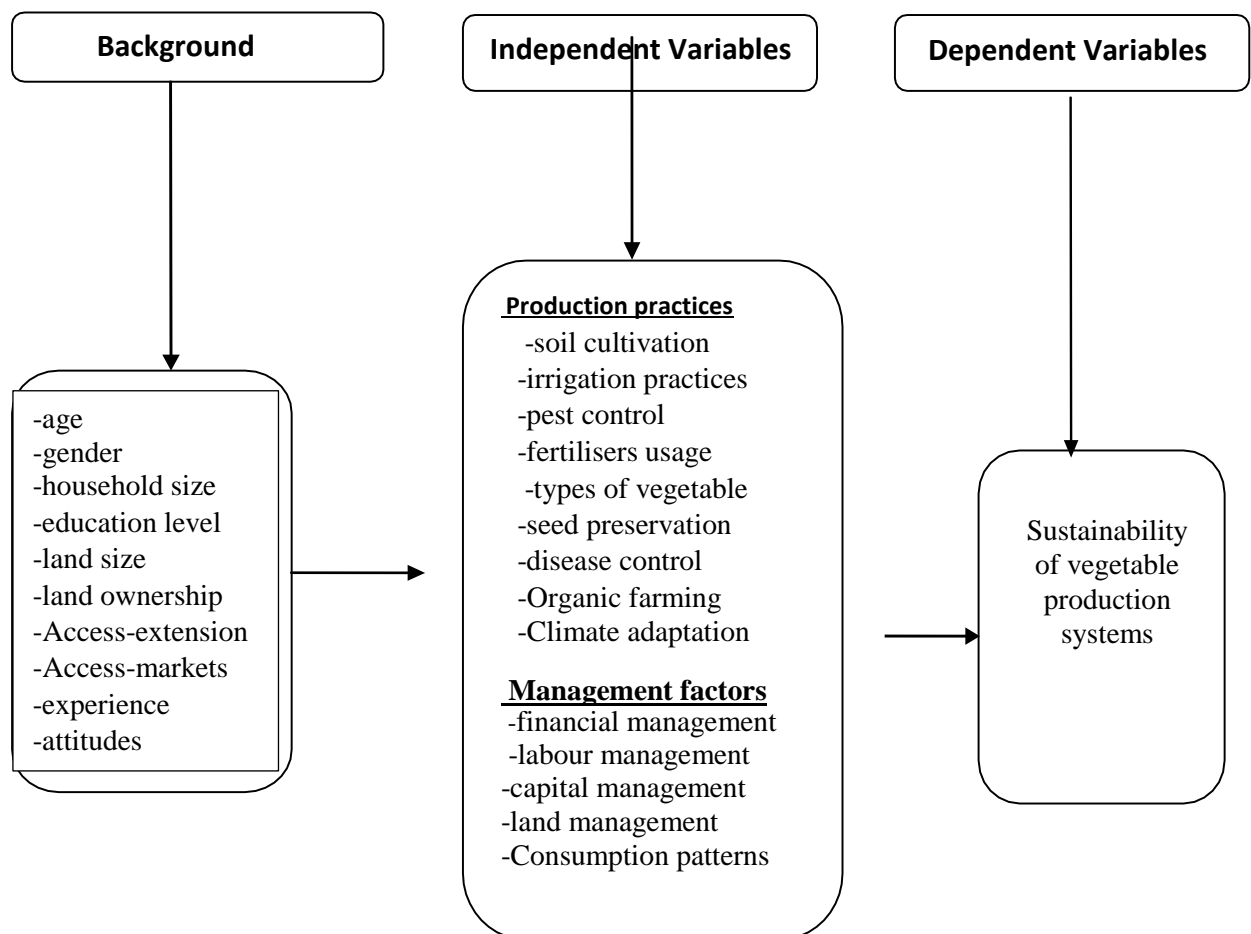 Background
Independent Variables
Dependent Variables
-age
-gender
-household size
-education level
-land size
-land ownership
-Access-extension
-Access-markets
-experience
-attitudes
Production practices
-soil cultivation
-irrigation practices
-pest control
-fertilisers usage
-types of vegetable
-seed preservation
-disease control
-Organic farming
-Climate adaptation
Management factors
-financial management
-labour management
-capital management
-land management
-Consumption patterns
Sustainability
of vegetable
production
systems